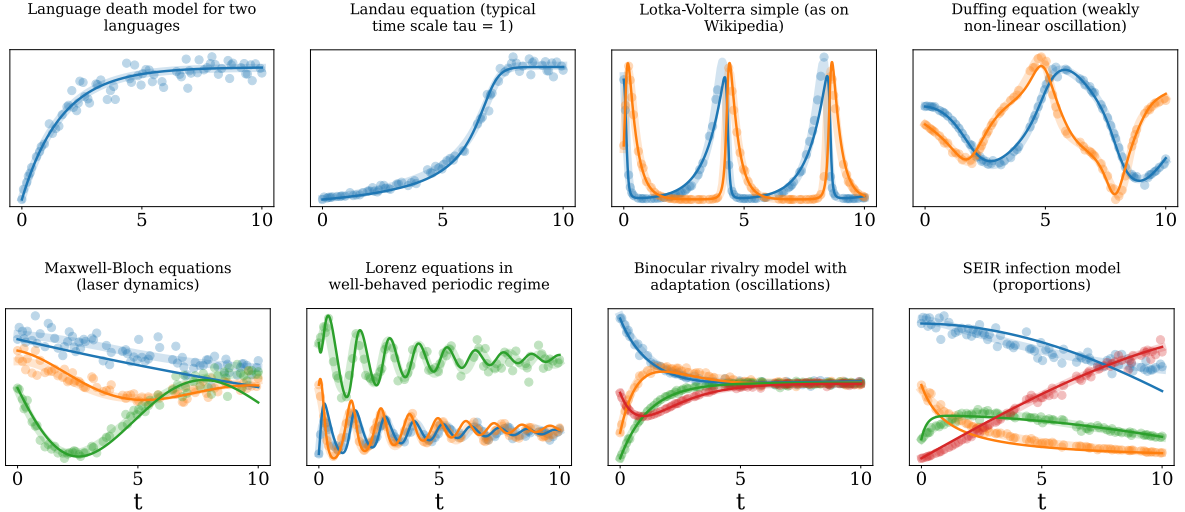 Language death model for two
languages
Landau equation (typical
time scale tau = 1)
Lotka-Volterra simple (as on
Wikipedia)
Duffing equation (weakly
non-linear oscillation)
0 5 10
0 5 10
0 5 10
0 5 10
Maxwell-Bloch equations
(laser dynamics)
Lorenz equations in
well-behaved periodic regime
Binocular rivalry model with
adaptation (oscillations)
SEIR infection model
(proportions)
0 5 10
t
0 5 10
t
0 5 10
t
0 5 10
t